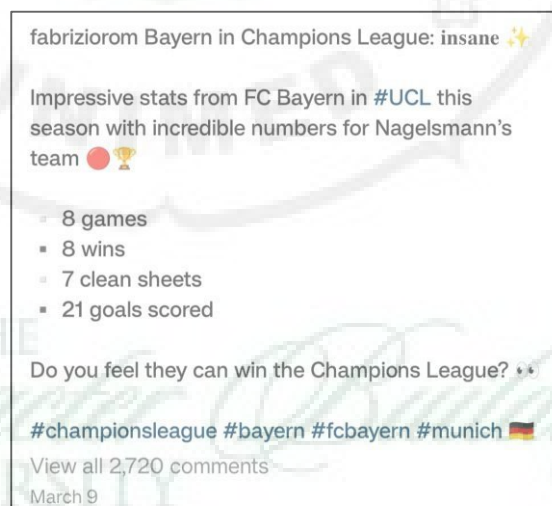 fabriziorom Bayern in Champions League: insane ✨
Impressive stats from FC Bayern in #UCL this
season with incredible numbers for Nagelsmann's
team 🔴🏆
▫️ 8 games
▪️ 8 wins
▫️ 7 clean sheets
▪️ 21 goals scored
Do you feel they can win the Champions League? 👀
#championsleague #bayern #fcbayern #munich 🇩🇪
View all 2,720 comments
March 9